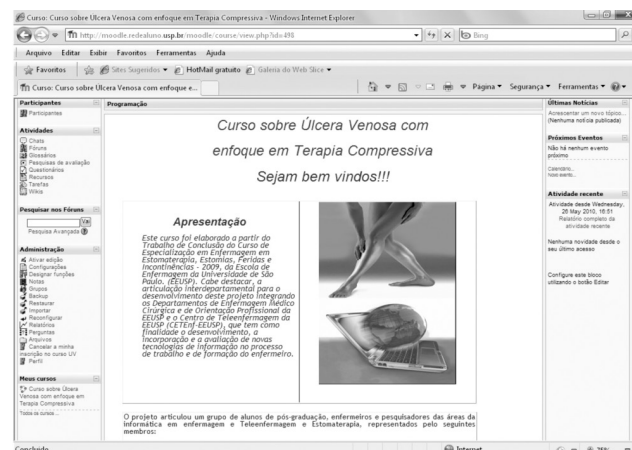 Curso: Curso sobre Úlcera Venosa com enfoque em Terapia Compressiva - Windows Internet Explorer
http://moodle.redealuno.usp.br/moodle/course/view.php?id=498
Bing
Arquivo Editar Exibir Favoritos Ferramentas Ajuda
Favoritos Sites Sugeridos HotMail gratuito Galeria do Web Slice
Curso: Curso sobre Úlcera Venosa com enfoque e...
Página Segurança Ferramentas
Participantes
Participantes
Atividades
Chats
Fóruns
Glossários
Pesquisas de avaliação
Questionários
Recursos
Tarefas
Wikis
Pesquisar nos Fóruns
Vai
Pesquisa Avançada
Administração
Ativar edição
Configurações
Designar funções
Notas
Grupos
Backup
Restaurar
Importar
Reconfigurar
Relatórios
Perguntas
Arquivos
Cancelar a minha
inscrição no curso UV
Perfil
Meus cursos
Curso sobre Úlcera
Venosa com enfoque em
Terapia Compressiva
Todos os cursos...
Programação
Curso sobre Úlcera Venosa com
enfoque em Terapia Compressiva
Sejam bem vindos!!!
Apresentação
Este curso foi elaborado a partir do
Trabalho de Conclusão do Curso de
Especialização em Enfermagem em
Estomaterapia, Estomias, Feridas e
Incontinências - 2009, da Escola de
Enfermagem da Universidade de São
Paulo. (EEUSP). Cabe destacar, a
articulação interdepartamental para o
desenvolvimento deste projeto integrando
os Departamentos de Enfermagem Médico
Cirúrgica e de Orientação Profissional da
EEUSP e o Centro de Teleenfermagem da
EEUSP (CETEnf-EEUSP), que tem como
finalidade o desenvolvimento, a
incorporação e a avaliação de novas
tecnologias de informação no processo
de trabalho e de formação do enfermeiro.
O projeto articulou um grupo de alunos de pós-graduação, enfermeiros e pesquisadores das áreas da
informática em enfermagem e Teleenfermagem e Estomaterapia, representados pelo seguintes
membros:
Últimas Notícias
Acrescentar um novo tópico...
(Nenhuma notícia publicada)
Próximos Eventos
Não há nenhum evento
próximo
Calendário...
Novo evento...
Atividade recente
Atividade desde Wednesday,
26 May 2010, 16:51
Relatório completo da
atividade recente
Nenhuma novidade desde o
seu último acesso
Configure este bloco
utilizando o botão Editar
Concluído
Internet
75%